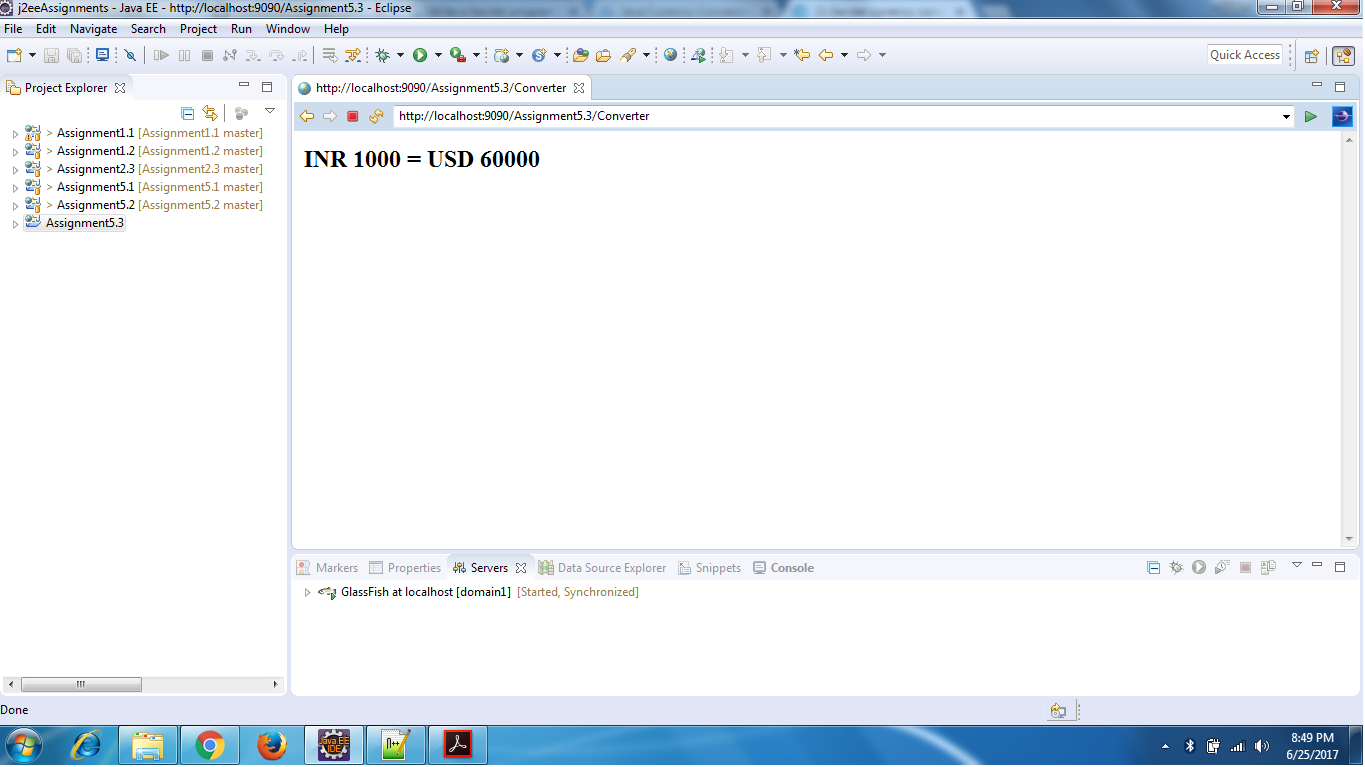 j2eeAssignments - Java EE - http://localhost:9090/Assignment5.3/Converter - Eclipse
File Edit Navigate Search Project Run Window Help
Quick Access
Project Explorer
http://localhost:9090/Assignment5.3/Converter
http://localhost:9090/Assignment5.3/Converter
> Assignment1.1 [Assignment1.1 master]
> Assignment1.2 [Assignment1.2 master]
> Assignment2.3 [Assignment2.3 master]
> Assignment5.1 [Assignment5.1 master]
> Assignment5.2 [Assignment5.2 master]
Assignment5.3
INR 1000 = USD 60000
Markers Properties Servers Data Source Explorer Snippets Console
GlassFish at localhost [domain1] [Started, Synchronized]
Done
Java EE
IDE
8:49 PM
6/25/2017